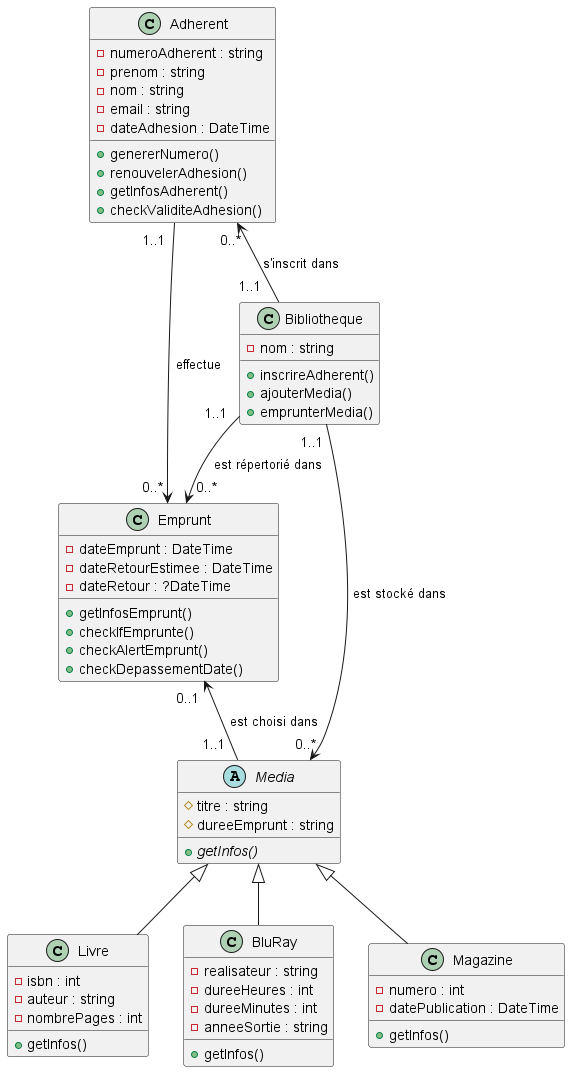 C Adherent
numeroAdherent : string
prenom : string
nom : string
email : string
dateAdhesion : DateTime
genererNumero()
renouvelerAdhesion()
getInfosAdherent()
checkValiditeAdhesion()
1..1
0..*
s'inscrit dans
1..1
C Bibliotheque
nom : string
inscrireAdherent()
ajouterMedia()
emprunterMedia()
effectue
1..1
1..1
est répertorié dans
0..*
0..*
C Emprunt
dateEmprunt : DateTime
dateRetourEstimee : DateTime
dateRetour : ?DateTime
getInfosEmprunt()
checkIfEmprunte()
checkAlertEmprunt()
checkDepassementDate()
est stocké dans
0..1
est choisi dans
1..1
0..*
A Media
titre : string
dureeEmprunt : string
getInfos()
C Livre
isbn : int
auteur : string
nombrePages : int
getInfos()
C BluRay
realisateur : string
dureeHeures : int
dureeMinutes : int
anneeSortie : string
getInfos()
C Magazine
numero : int
datePublication : DateTime
getInfos()